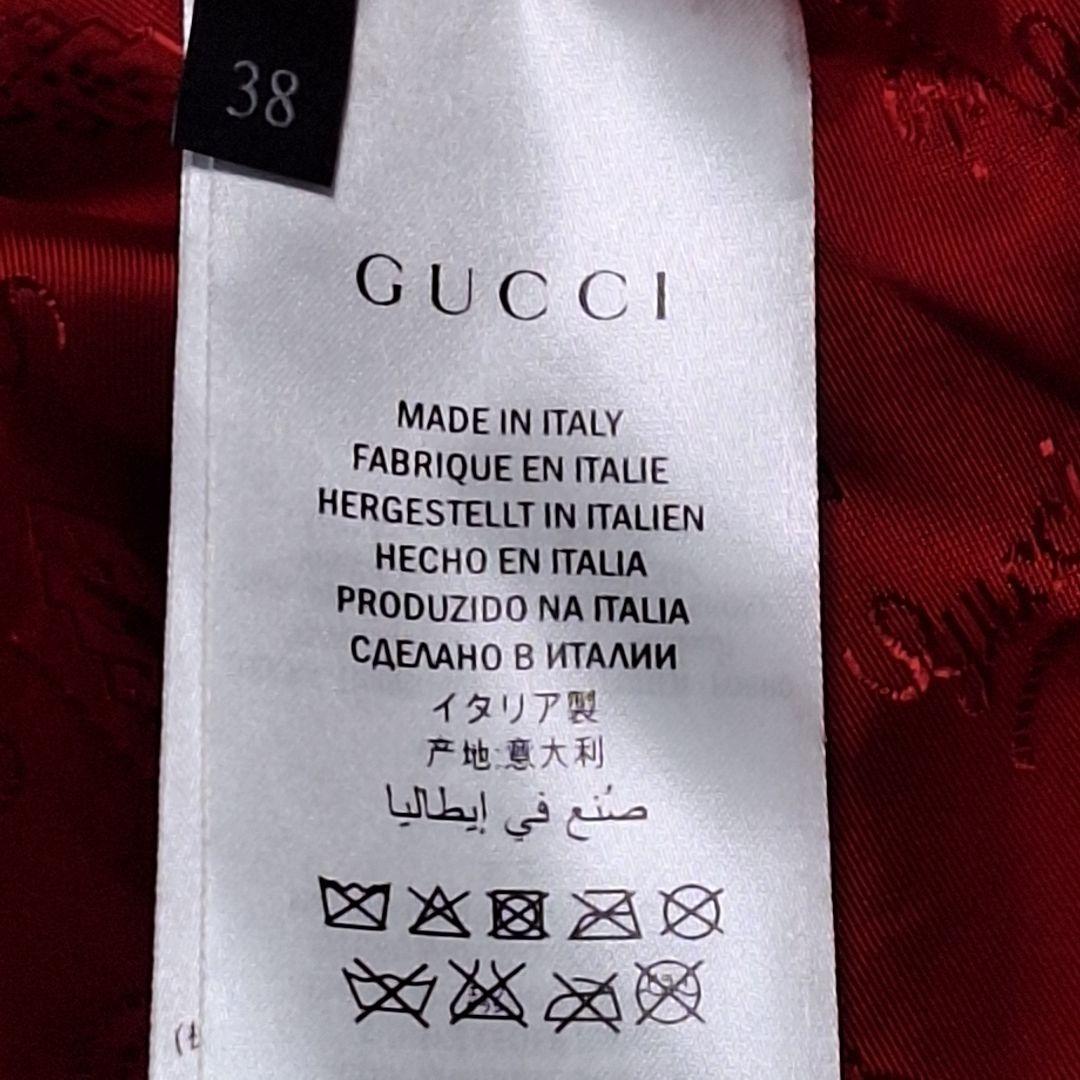 38
GUCCI
MADE IN ITALY
FABRIQUE EN ITALIE
HERGESTELLT IN ITALIEN
HECHO EN ITALIA
PRODUZIDO NA ITALIA
СДЕЛАНО В ИТАЛИИ
イタリア製
产地:意大利
صُنع في إيطاليا